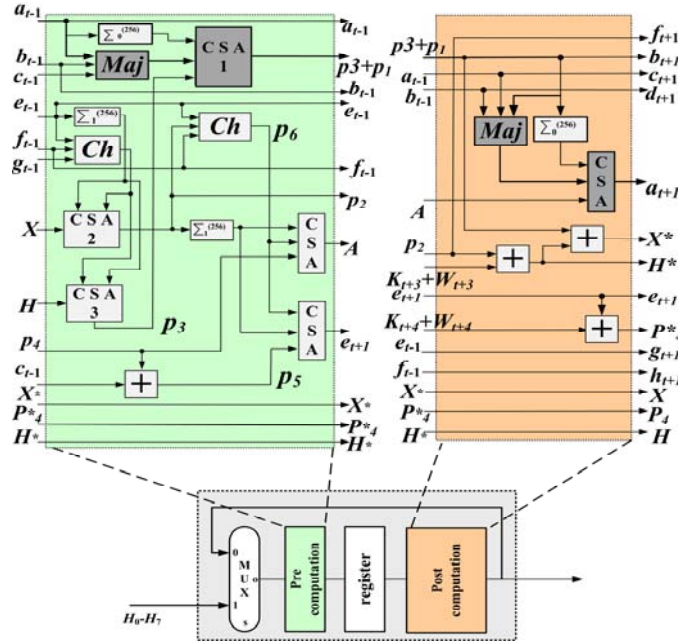 a_{t-1}
∑_0^{(256)}
C S A
1
a_{t-1}
b_{t-1}
Maj
p3+p_1
c_{t-1}
b_{t-1}
e_{t-1}
∑_1^{(256)}
e_{t-1}
f_{t-1}
Ch
Ch
p_6
g_{t-1}
f_{t-1}
p_2
X
C S A
2
∑_1^{(256)}
C
S
A
A
H
C S A
3
p_3
C
S
A
e_{t+1}
p_4
c_{t-1}
+
p_5
X*
X*
P*_4
P*_4
H*
H*
f_{t+1}
p3+p_1
b_{t+1}
a_{t-1}
c_{t+1}
b_{t-1}
d_{t+1}
Maj
∑_0^{(256)}
C
S
A
a_{t+1}
A
+
X*
p_2
+
H*
K_{t+3}+W_{t+3}
e_{t+1}
e_{t+1}
K_{t+4}+W_{t+4}
+
P*_4
e_{t-1}
g_{t+1}
f_{t-1}
h_{t+1}
X*
X
P*_4
P_4
H*
H
0
M
U
X
o
1
s
H_0-H_7
Pre
computation
register
Post
computation